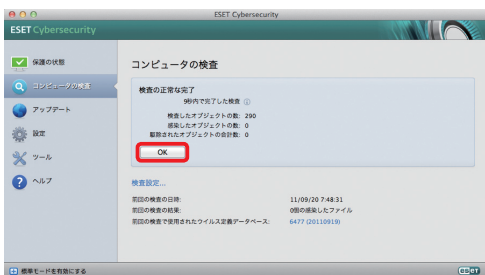 ESET Cybersecurity
ESET Cybersecurity
保護の状態
コンピュータの検査
アップデート
設定
ツール
ヘルプ
コンピュータの検査
検査の正常な完了
9秒内で完了した検査
検査したオブジェクトの数: 290
感染したオブジェクトの数: 0
駆除されたオブジェクトの合計数: 0
OK
検査設定...
前回の検査の日時: 11/09/20 7:48:31
前回の検査の結果: 0個の感染したファイル
前回の検査で使用されたウイルス定義データベース: 6477 (20110919)
標準モードを有効にする
eset